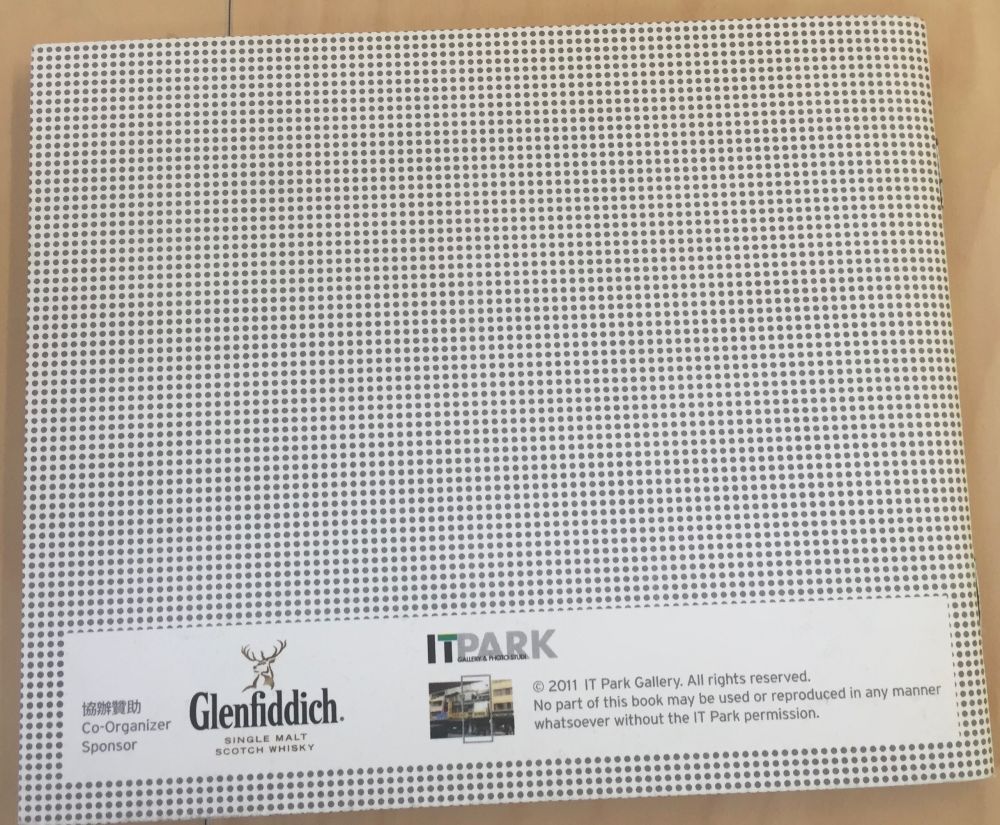 協辦贊助
Co-Organizer
Sponsor
Glenfiddich.
SINGLE MALT
SCOTCH WHISKY
ITPARK
GALLERY & PHOTO-STUDIO
© 2011 IT Park Gallery. All rights reserved.
No part of this book may be used or reproduced in any manner
whatsoever without the IT Park permission.